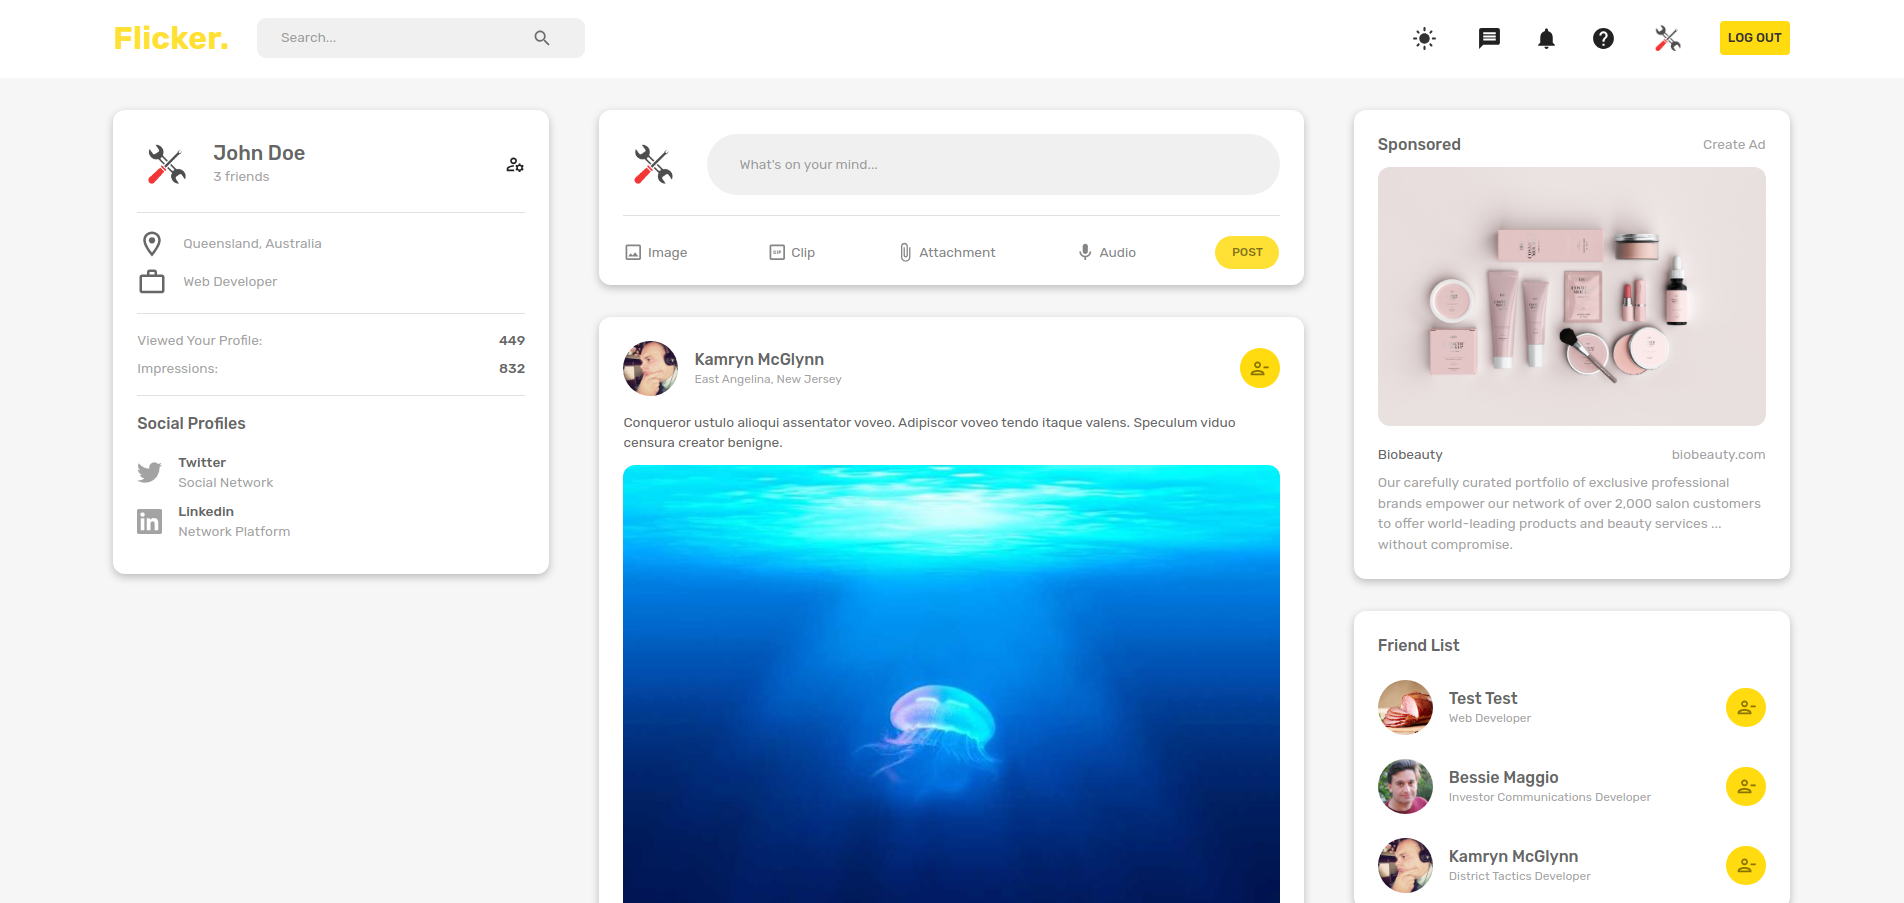 Flicker.
Search...
LOG OUT
John Doe
3 friends
Queensland, Australia
Web Developer
Viewed Your Profile:
449
Impressions:
832
Social Profiles
Twitter
Social Network
Linkedin
Network Platform
What's on your mind...
Image
GIF
Clip
Attachment
Audio
POST
Kamryn McGlynn
East Angelina, New Jersey
Conqueror ustulo alioqui assentator voveo. Adipiscor voveo tendo itaque valens. Speculum viduo
censura creator benigne.
Sponsored
Create Ad
Biobeauty
biobeauty.com
Our carefully curated portfolio of exclusive professional
brands empower our network of over 2,000 salon customers
to offer world-leading products and beauty services ...
without compromise.
Friend List
Test Test
Web Developer
Bessie Maggio
Investor Communications Developer
Kamryn McGlynn
District Tactics Developer